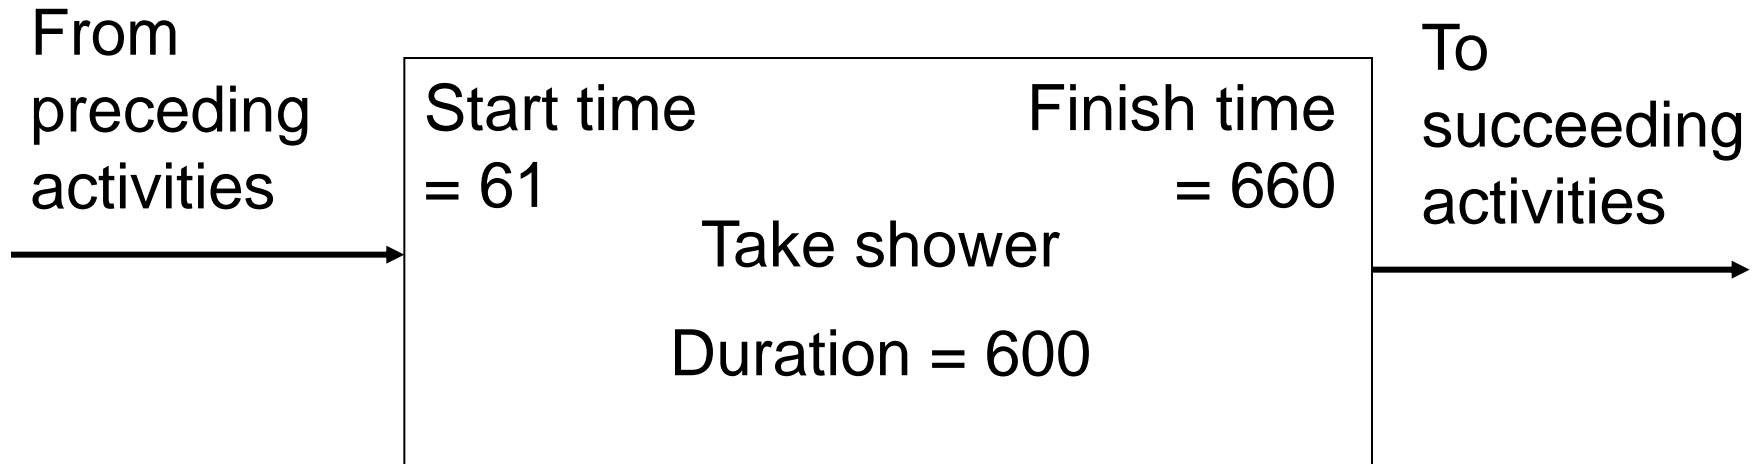 From
preceding
activities
Start time
= 61
Finish time
= 660
Take shower
Duration = 600
To
succeeding
activities